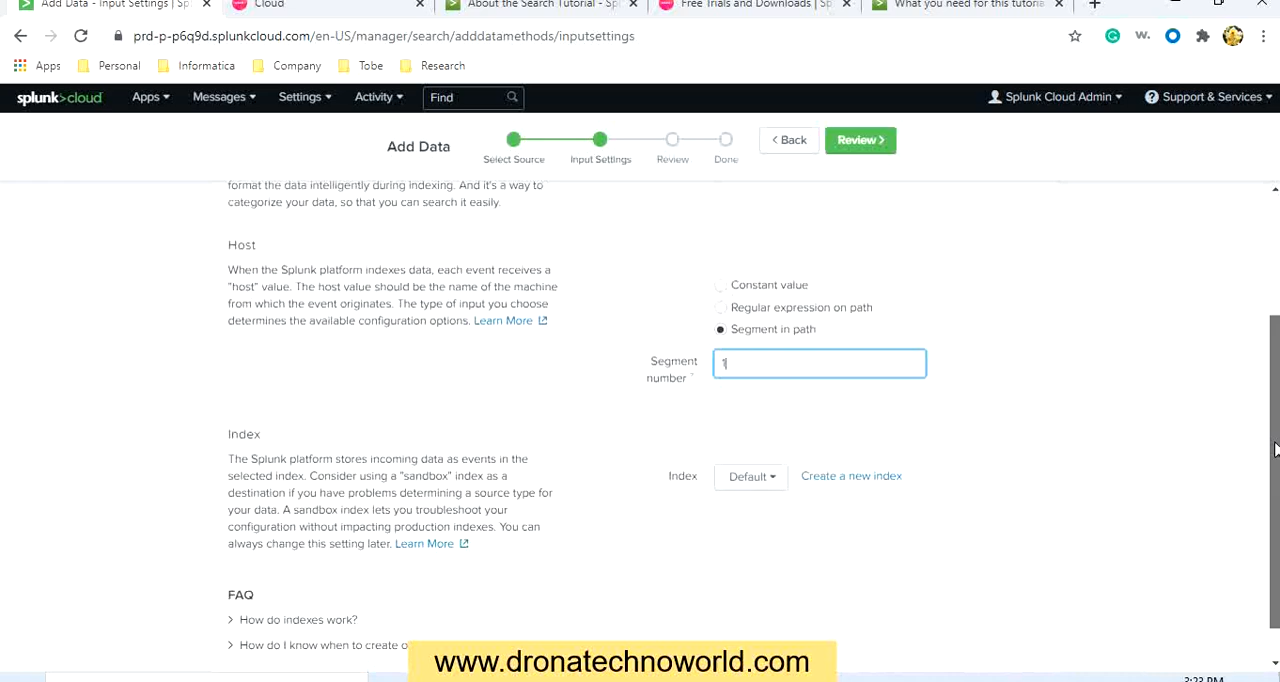 Add Data - Input Settings | Sp
Cloud
About the Search Tutorial - Spl
Free Trials and Downloads | Sp
What you need for this tutoria
prd-p-p6q9d.splunkcloud.com/en-US/manager/search/adddatamethods/inputsettings
Apps Personal Informatica Company Tobe Research
splunk>cloud Apps Messages Settings Activity Find Splunk Cloud Admin Support & Services
Add Data
Select Source Input Settings Review Done
< Back Review >
format the data intelligently during indexing. And it's a way to
categorize your data, so that you can search it easily.
Host
When the Splunk platform indexes data, each event receives a
"host" value. The host value should be the name of the machine
from which the event originates. The type of input you choose
determines the available configuration options. Learn More
Constant value
Regular expression on path
Segment in path
Segment
number *
1
Index
The Splunk platform stores incoming data as events in the
selected index. Consider using a "sandbox" index as a
destination if you have problems determining a source type for
your data. A sandbox index lets you troubleshoot your
configuration without impacting production indexes. You can
always change this setting later. Learn More
Index Default Create a new index
FAQ
> How do indexes work?
> How do I know when to create o
www.dronatechnoworld.com
3:23 PM